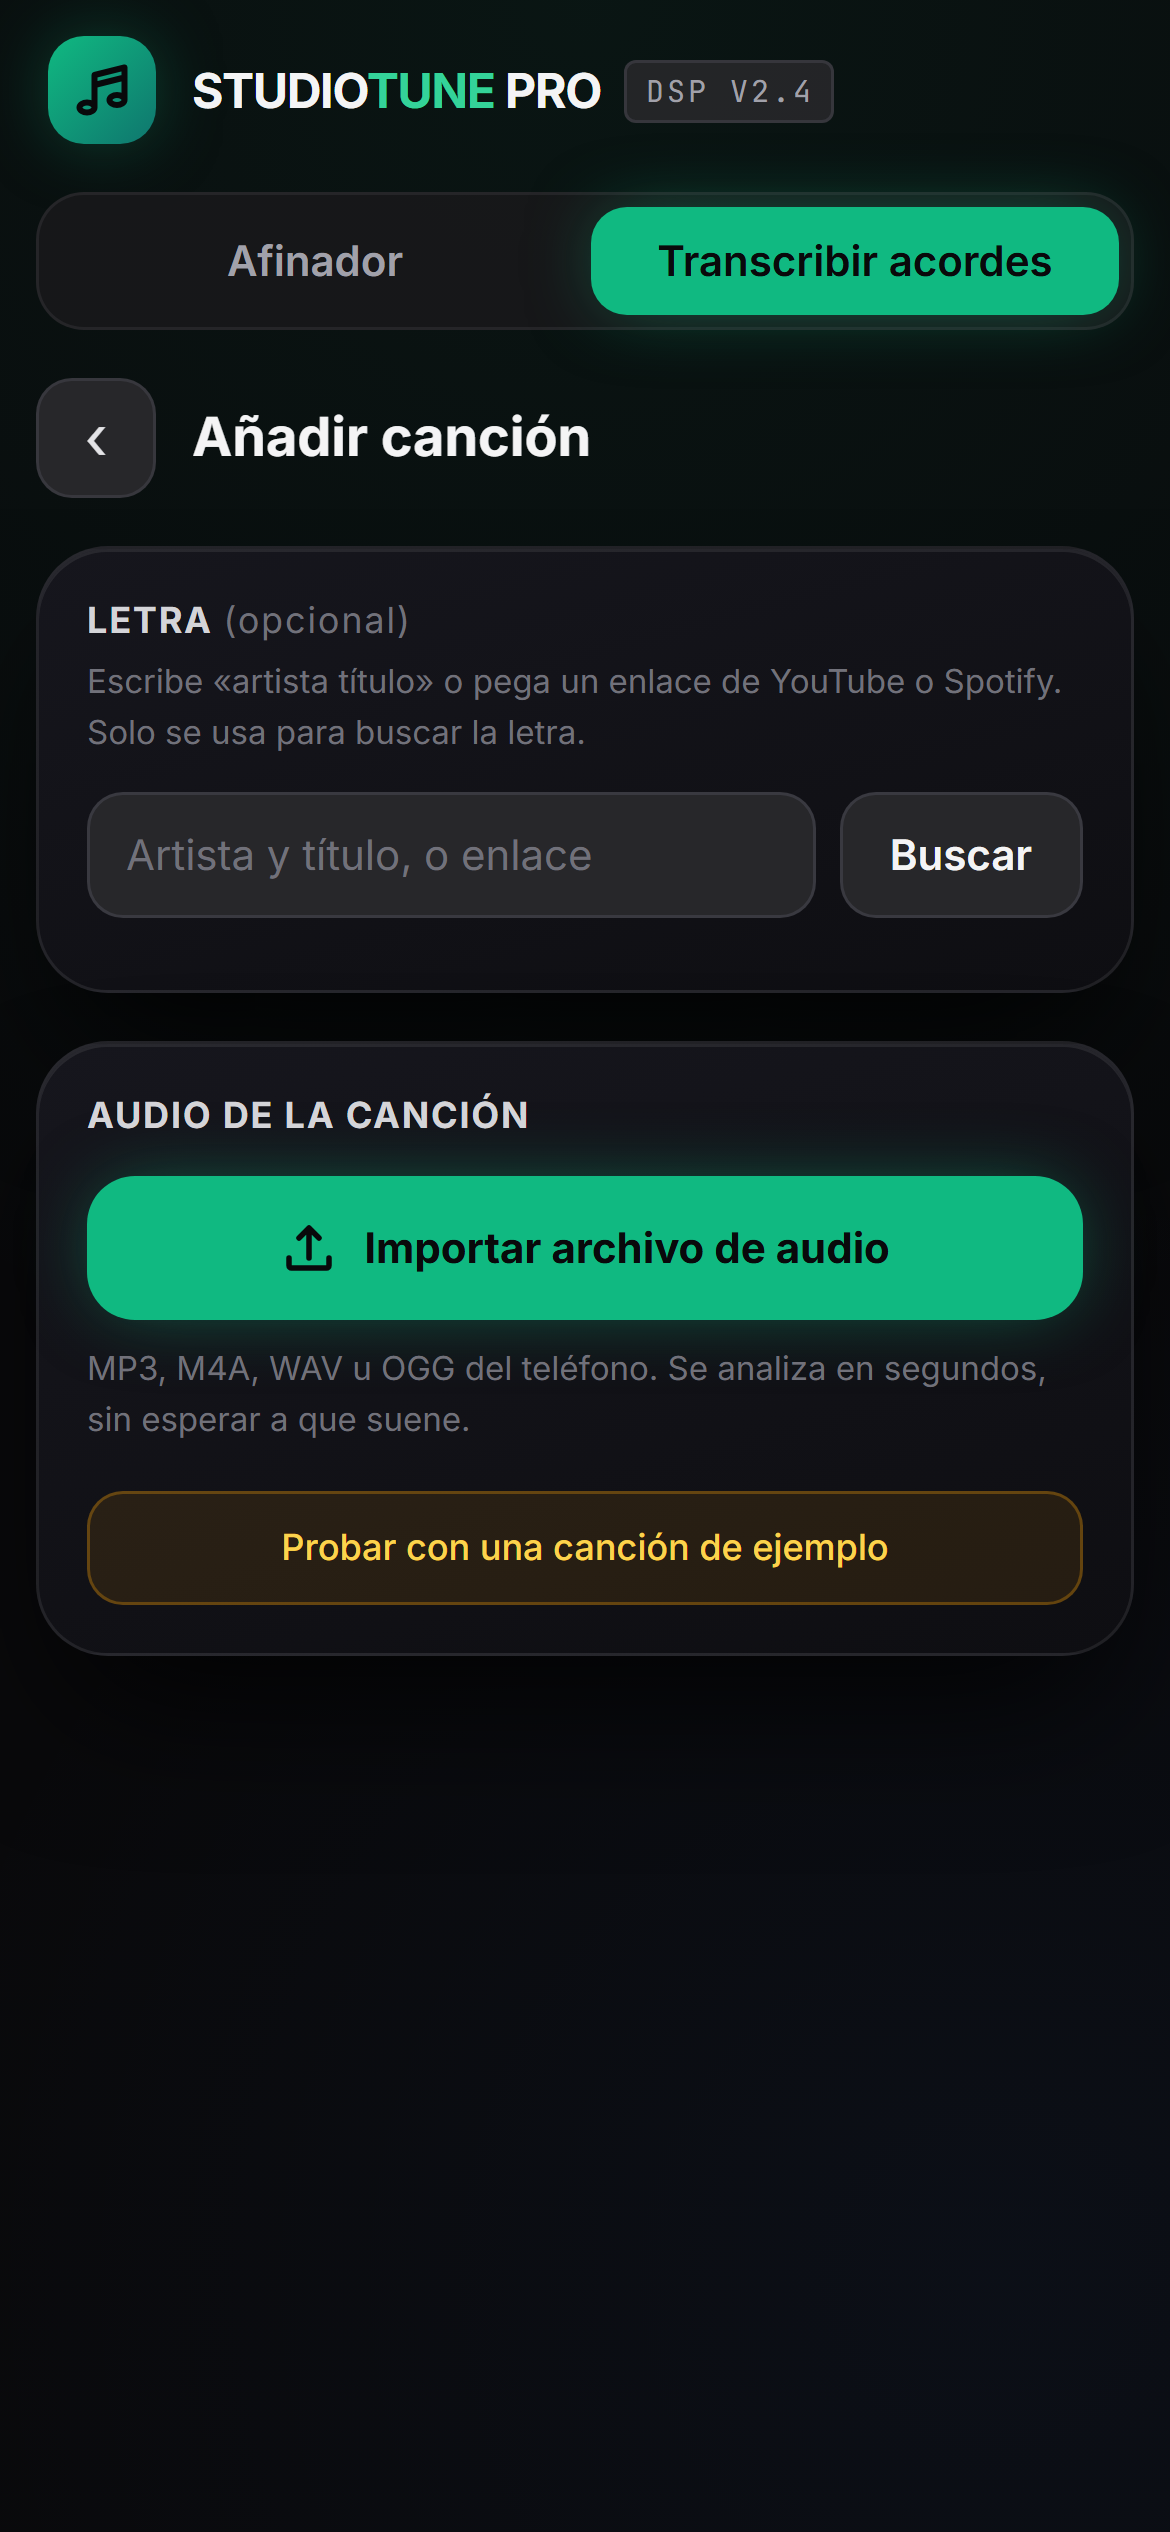 STUDIOTUNE PRO DSP V2.4
Afinador Transcribir acordes
‹ Añadir canción
LETRA (opcional)
Escribe «artista título» o pega un enlace de YouTube o Spotify.
Solo se usa para buscar la letra.
Artista y título, o enlace Buscar
AUDIO DE LA CANCIÓN
Importar archivo de audio
MP3, M4A, WAV u OGG del teléfono. Se analiza en segundos,
sin esperar a que suene.
Probar con una canción de ejemplo